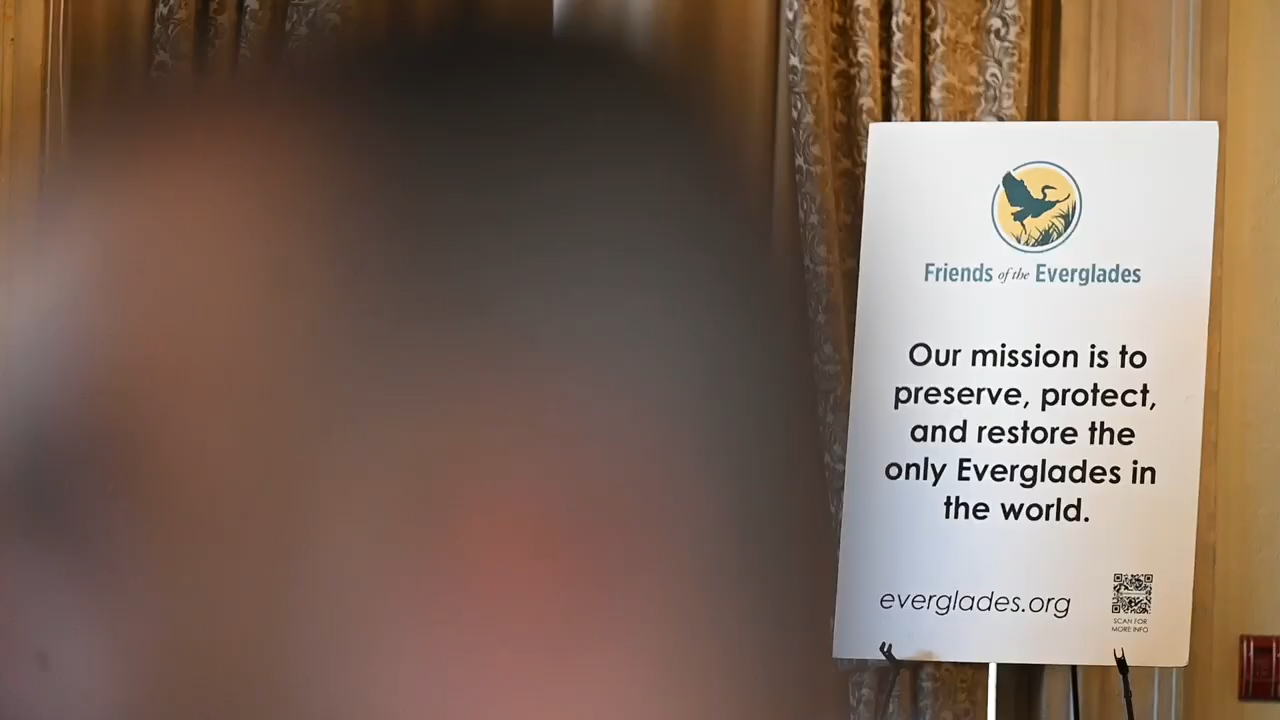 Friends of the Everglades
Our mission is to
preserve, protect,
and restore the
only Everglades in
the world.
everglades.org
SCAN FOR
MORE INFO